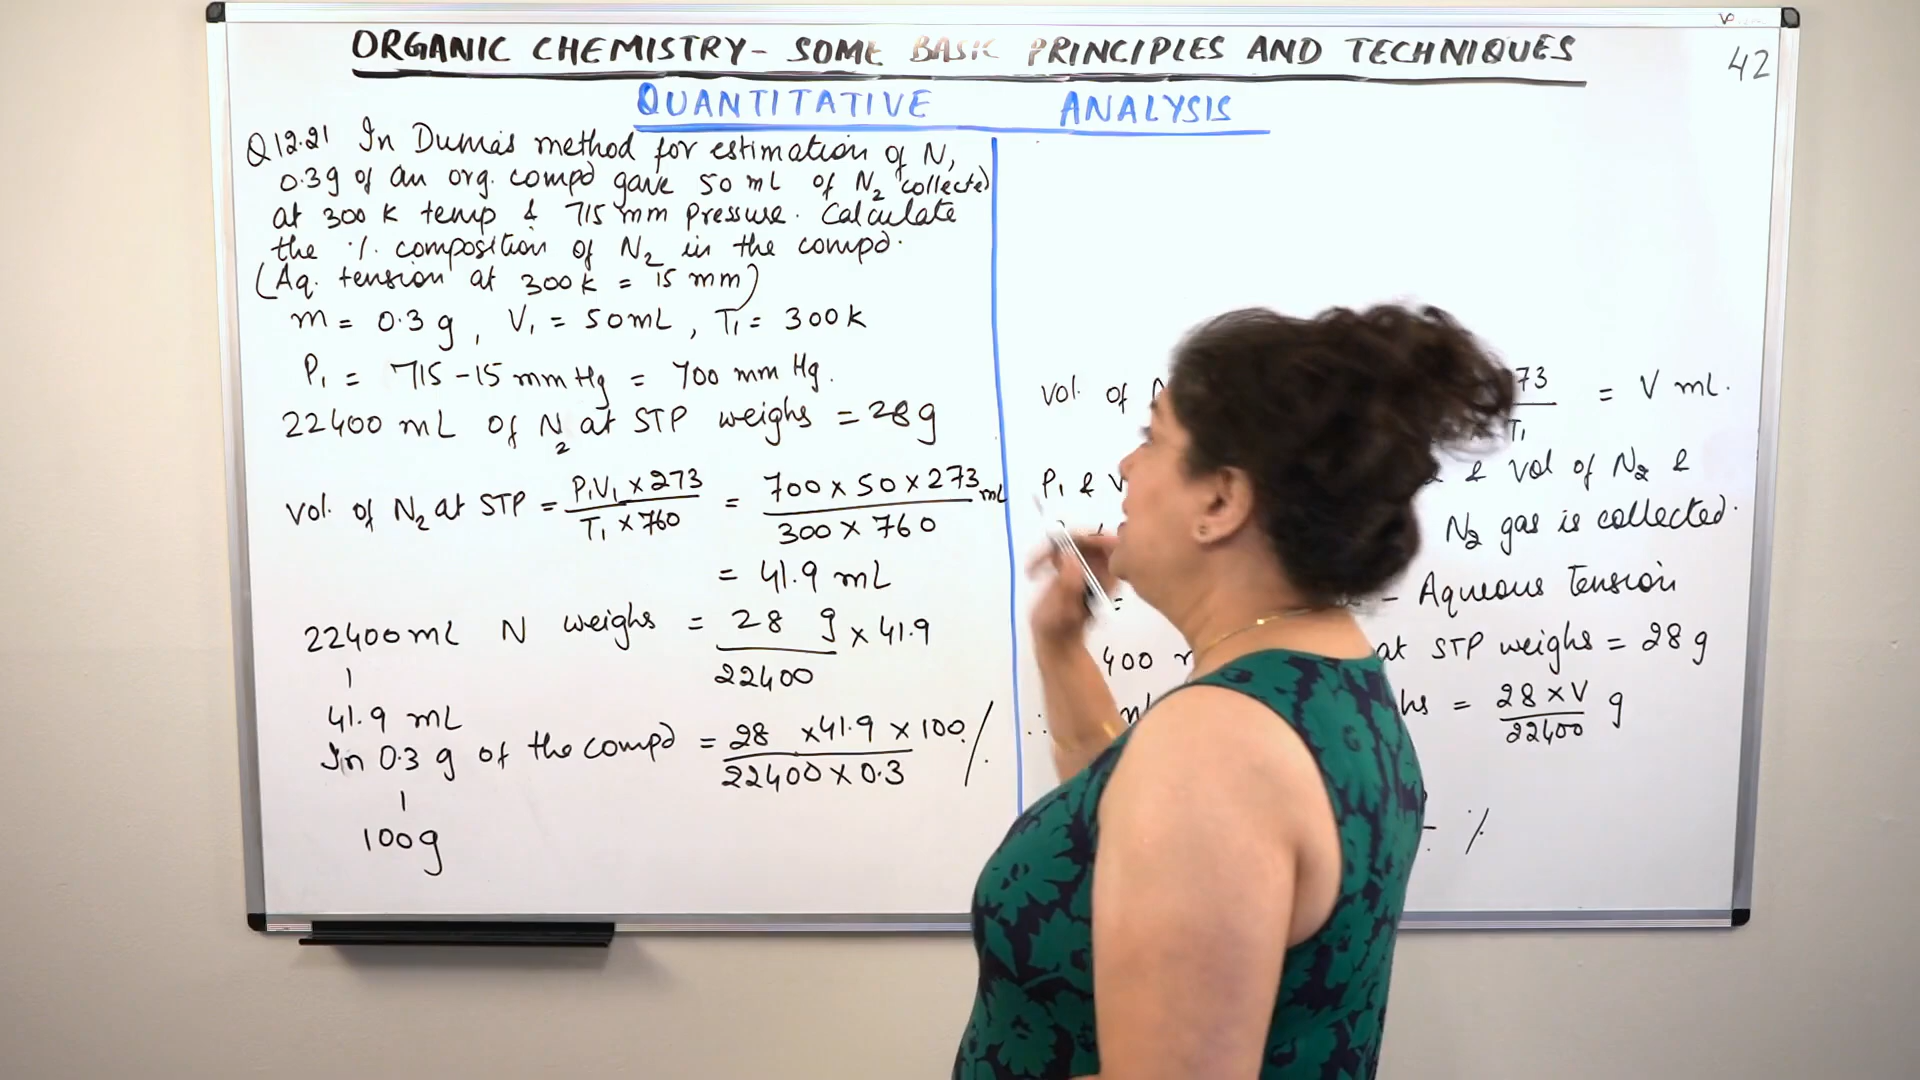 ORGANIC CHEMISTRY- SOME BASIC PRINCIPLES AND TECHNIQUES
42
QUANTITATIVE ANALYSIS
Q12.21 In Dumas method for estimation of N,
0.3g of an org. compd gave 50 mL of N2 collected
at 300 K temp & 715 mm pressure. Calculate
the % composition of N2 in the compd.
(Aq. tension at 300K = 15 mm)
m = 0.3 g, V1 = 50mL, T1 = 300K
P1 = 715-15 mm Hg = 700 mm Hg.
22400 mL of N2 at STP weighs = 28g
Vol. of N2 at STP = P1V1 × 273 / T1 × 760 = 700 × 50 × 273 / 300 × 760 mL
= 41.9 mL
22400mL N weighs = 28 g / 22400 × 41.9
41.9 mL
In 0.3 g of the compd = 28 × 41.9 × 100 / 22400 × 0.3 %
100g
Vol. of
73 / T1 = V mL.
P1 & V
& vol of N2 &
N2 gas is collected.
=
- Aqueous Tension
400
at STP weighs = 28 g
∴ = 28 × V / 22400 g
%